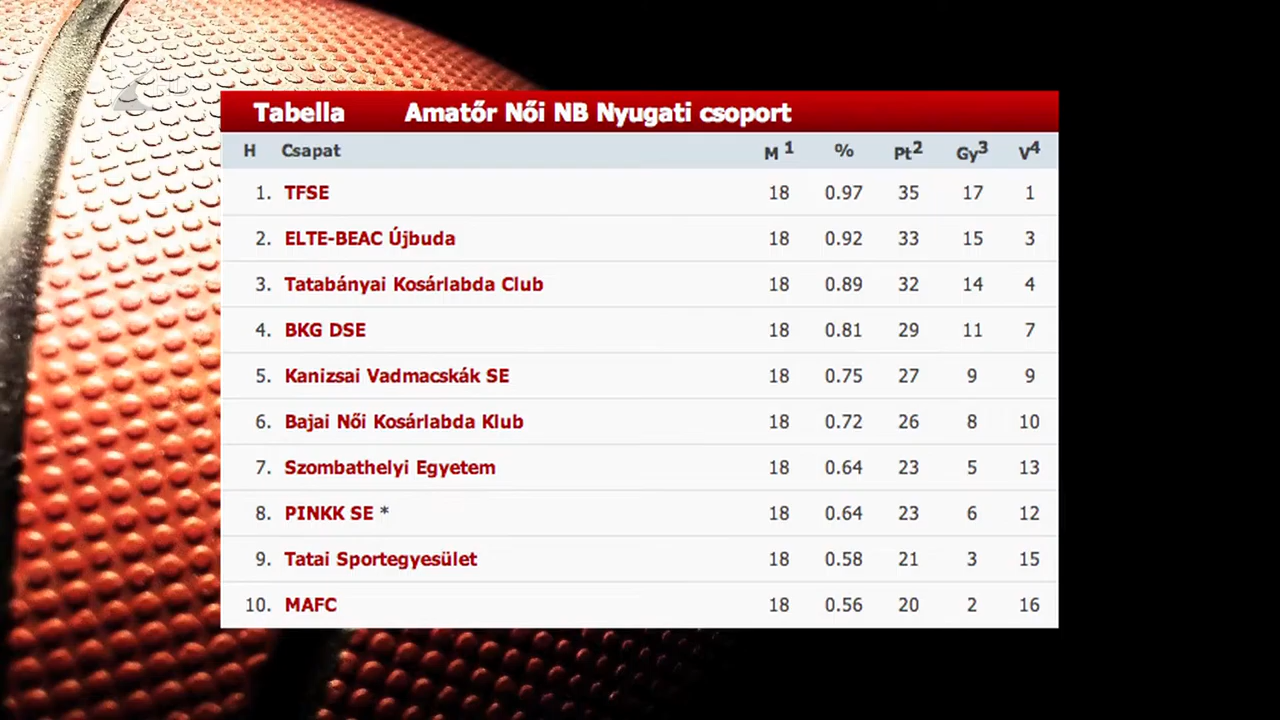 Tabella Amatőr Női NB Nyugati csoport
H Csapat M 1 % Pt2 Gy3 V4
1. TFSE 18 0.97 35 17 1
2. ELTE-BEAC Újbuda 18 0.92 33 15 3
3. Tatabányai Kosárlabda Club 18 0.89 32 14 4
4. BKG DSE 18 0.81 29 11 7
5. Kanizsai Vadmacskák SE 18 0.75 27 9 9
6. Bajai Női Kosárlabda Klub 18 0.72 26 8 10
7. Szombathelyi Egyetem 18 0.64 23 5 13
8. PINKK SE * 18 0.64 23 6 12
9. Tatai Sportegyesület 18 0.58 21 3 15
10. MAFC 18 0.56 20 2 16